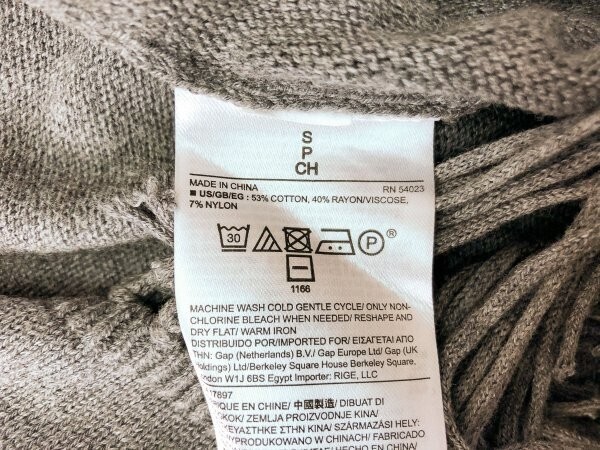 S
P
CH
MADE IN CHINA RN 54023
■ US/GB/EG : 53% COTTON, 40% RAYON/VISCOSE,
7% NYLON
30 P ®
1166
MACHINE WASH COLD GENTLE CYCLE/ ONLY NON-
CHLORINE BLEACH WHEN NEEDED/ RESHAPE AND
DRY FLAT/ WARM IRON
DISTRIBUIDO POR/IMPORTED FOR/ ΕΙΣΑΓΕΤΑΙ ΑΠΟ
Gap (Netherlands) B.V./ Gap Europe Ltd/ Gap (UK
Holdings) Ltd/Berkeley Square House Berkeley Square,
London W1J 6BS Egypt Importer: RIGE, LLC
7897
EN CHINE/ 中國製造/ DIBUAT DI
ZEMLJA PROIZVODNJE KINA/
ΣΤΗΝ ΚΙΝΑ/ SZÁRMAZÁSI HELY:
WYPRODUKOWANO W CHINACH/ FABRICADO